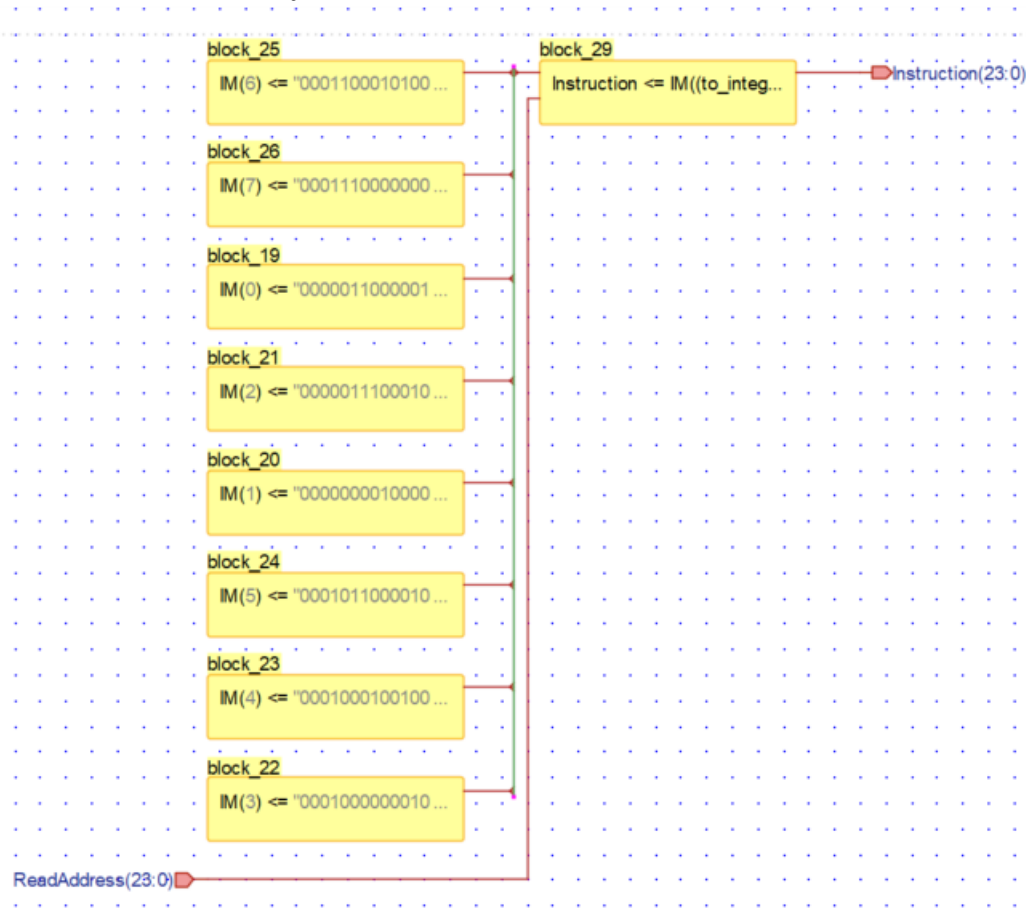 block_25
IM(6) <= "0001100010100 ...
block_29
Instruction <= IM((to_integ...
Instruction(23:0)
block_26
IM(7) <= "0001110000000 ...
block_19
IM(0) <= "0000011000001 ...
block_21
IM(2) <= "0000011100010 ...
block_20
IM(1) <= "0000000010000 ...
block_24
IM(5) <= "0001011000010 ...
block_23
IM(4) <= "0001000100100 ...
block_22
IM(3) <= "0001000000010 ...
ReadAddress(23:0)